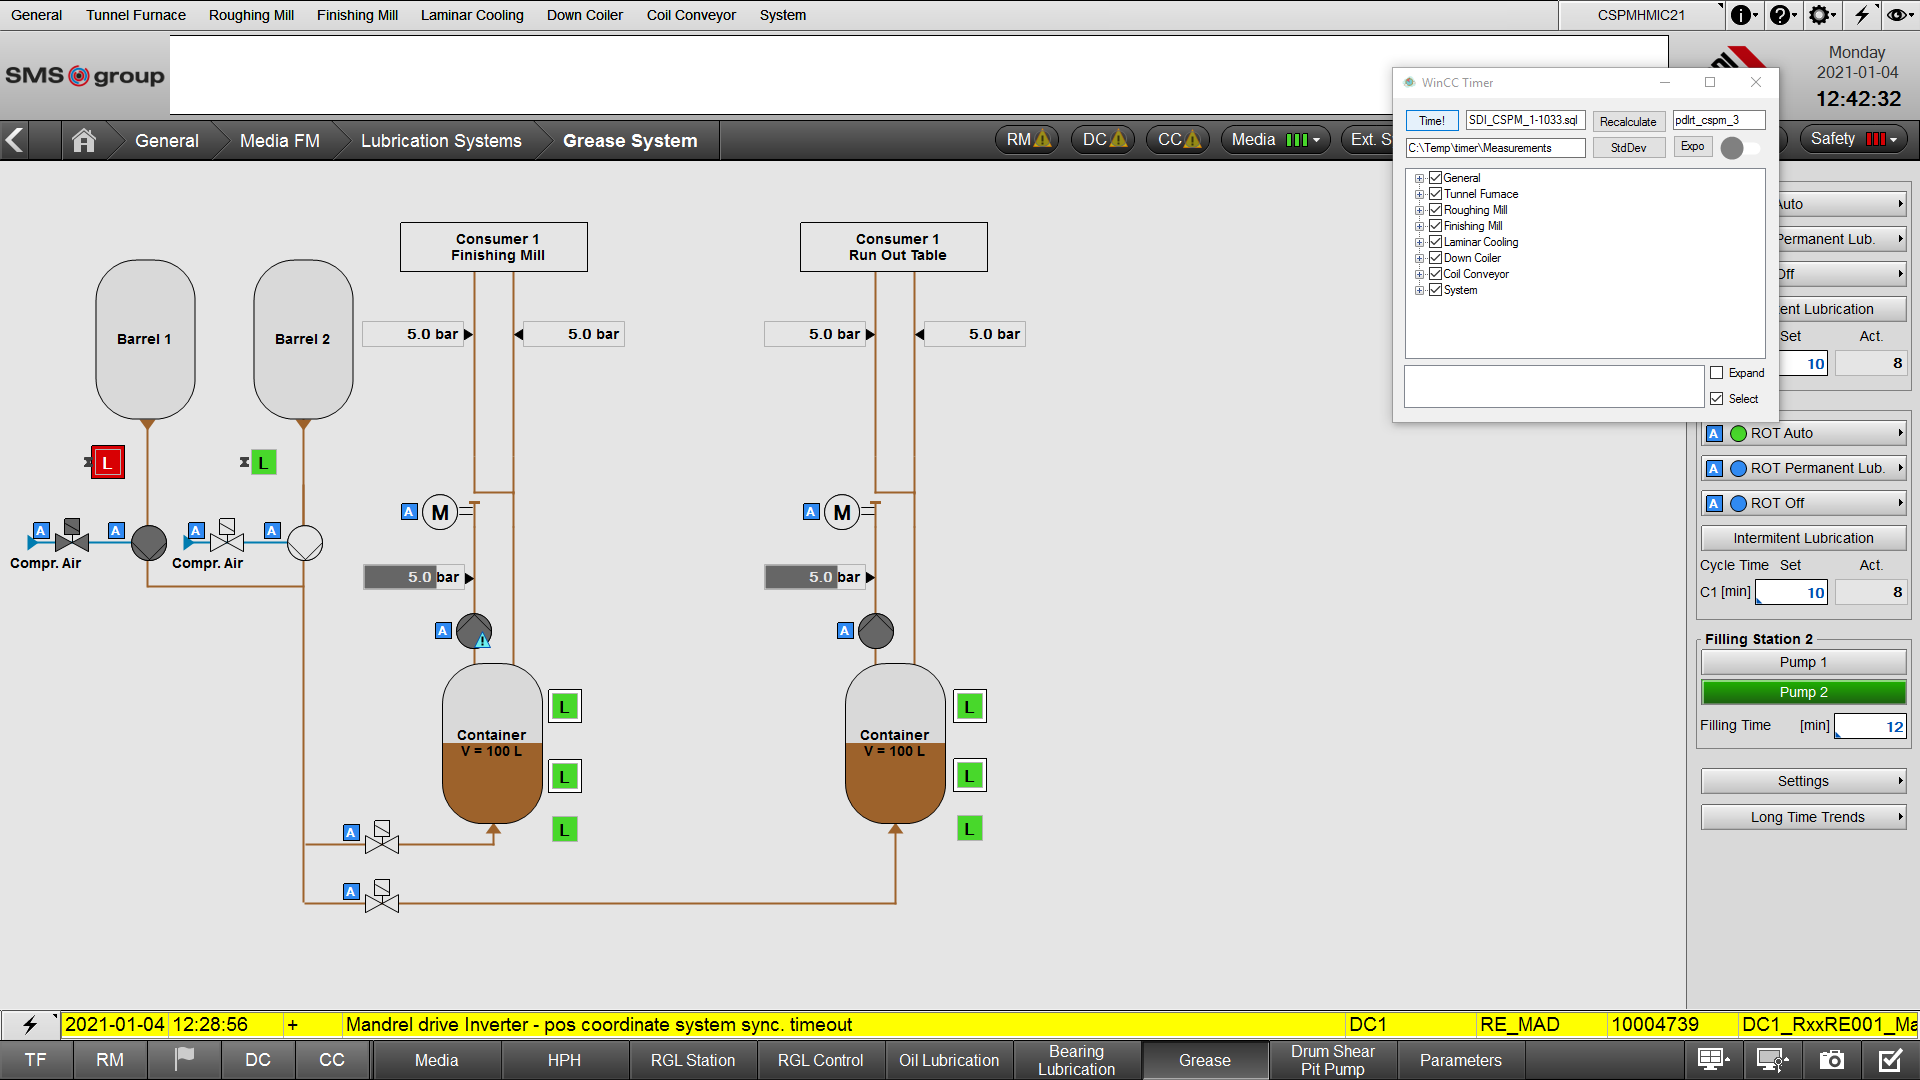 General Tunnel Furnace Roughing Mill Finishing Mill Laminar Cooling Down Coiler Coil Conveyor System CSPMHMIC21
SMS group
Monday
2021-01-04
12:42:32
General Media FM Lubrication Systems Grease System RM DC CC Media Ext. S Safety
WinCC Timer
Time! SDI_CSPM_1-1033.sql Recalculate pdlrt_cspm_3
C:\Temp\timer\Measurements StdDev Expo
General
Tunnel Furnace
Roughing Mill
Finishing Mill
Laminar Cooling
Down Coiler
Coil Conveyor
System
Expand
Select
Consumer 1
Finishing Mill
Consumer 1
Run Out Table
Barrel 1
Barrel 2
5.0 bar
5.0 bar
5.0 bar
5.0 bar
L
L
A
M
A
M
A
A
A
A
Compr. Air
Compr. Air
5.0 bar
5.0 bar
A
A
Container
V = 100 L
Container
V = 100 L
L
L
L
L
L
L
A
A
uto
Permanent Lub.
Off
ent Lubrication
Set Act.
10 8
A ROT Auto
A ROT Permanent Lub.
A ROT Off
Intermitent Lubrication
Cycle Time Set Act.
C1 [min] 10 8
Filling Station 2
Pump 1
Pump 2
Filling Time [min] 12
Settings
Long Time Trends
2021-01-04 12:28:56 + Mandrel drive Inverter - pos coordinate system sync. timeout DC1 RE_MAD 10004739 DC1_RxxRE001_Ma
TF RM DC CC Media HPH RGL Station RGL Control Oil Lubrication Bearing Lubrication Grease Drum Shear Pit Pump Parameters